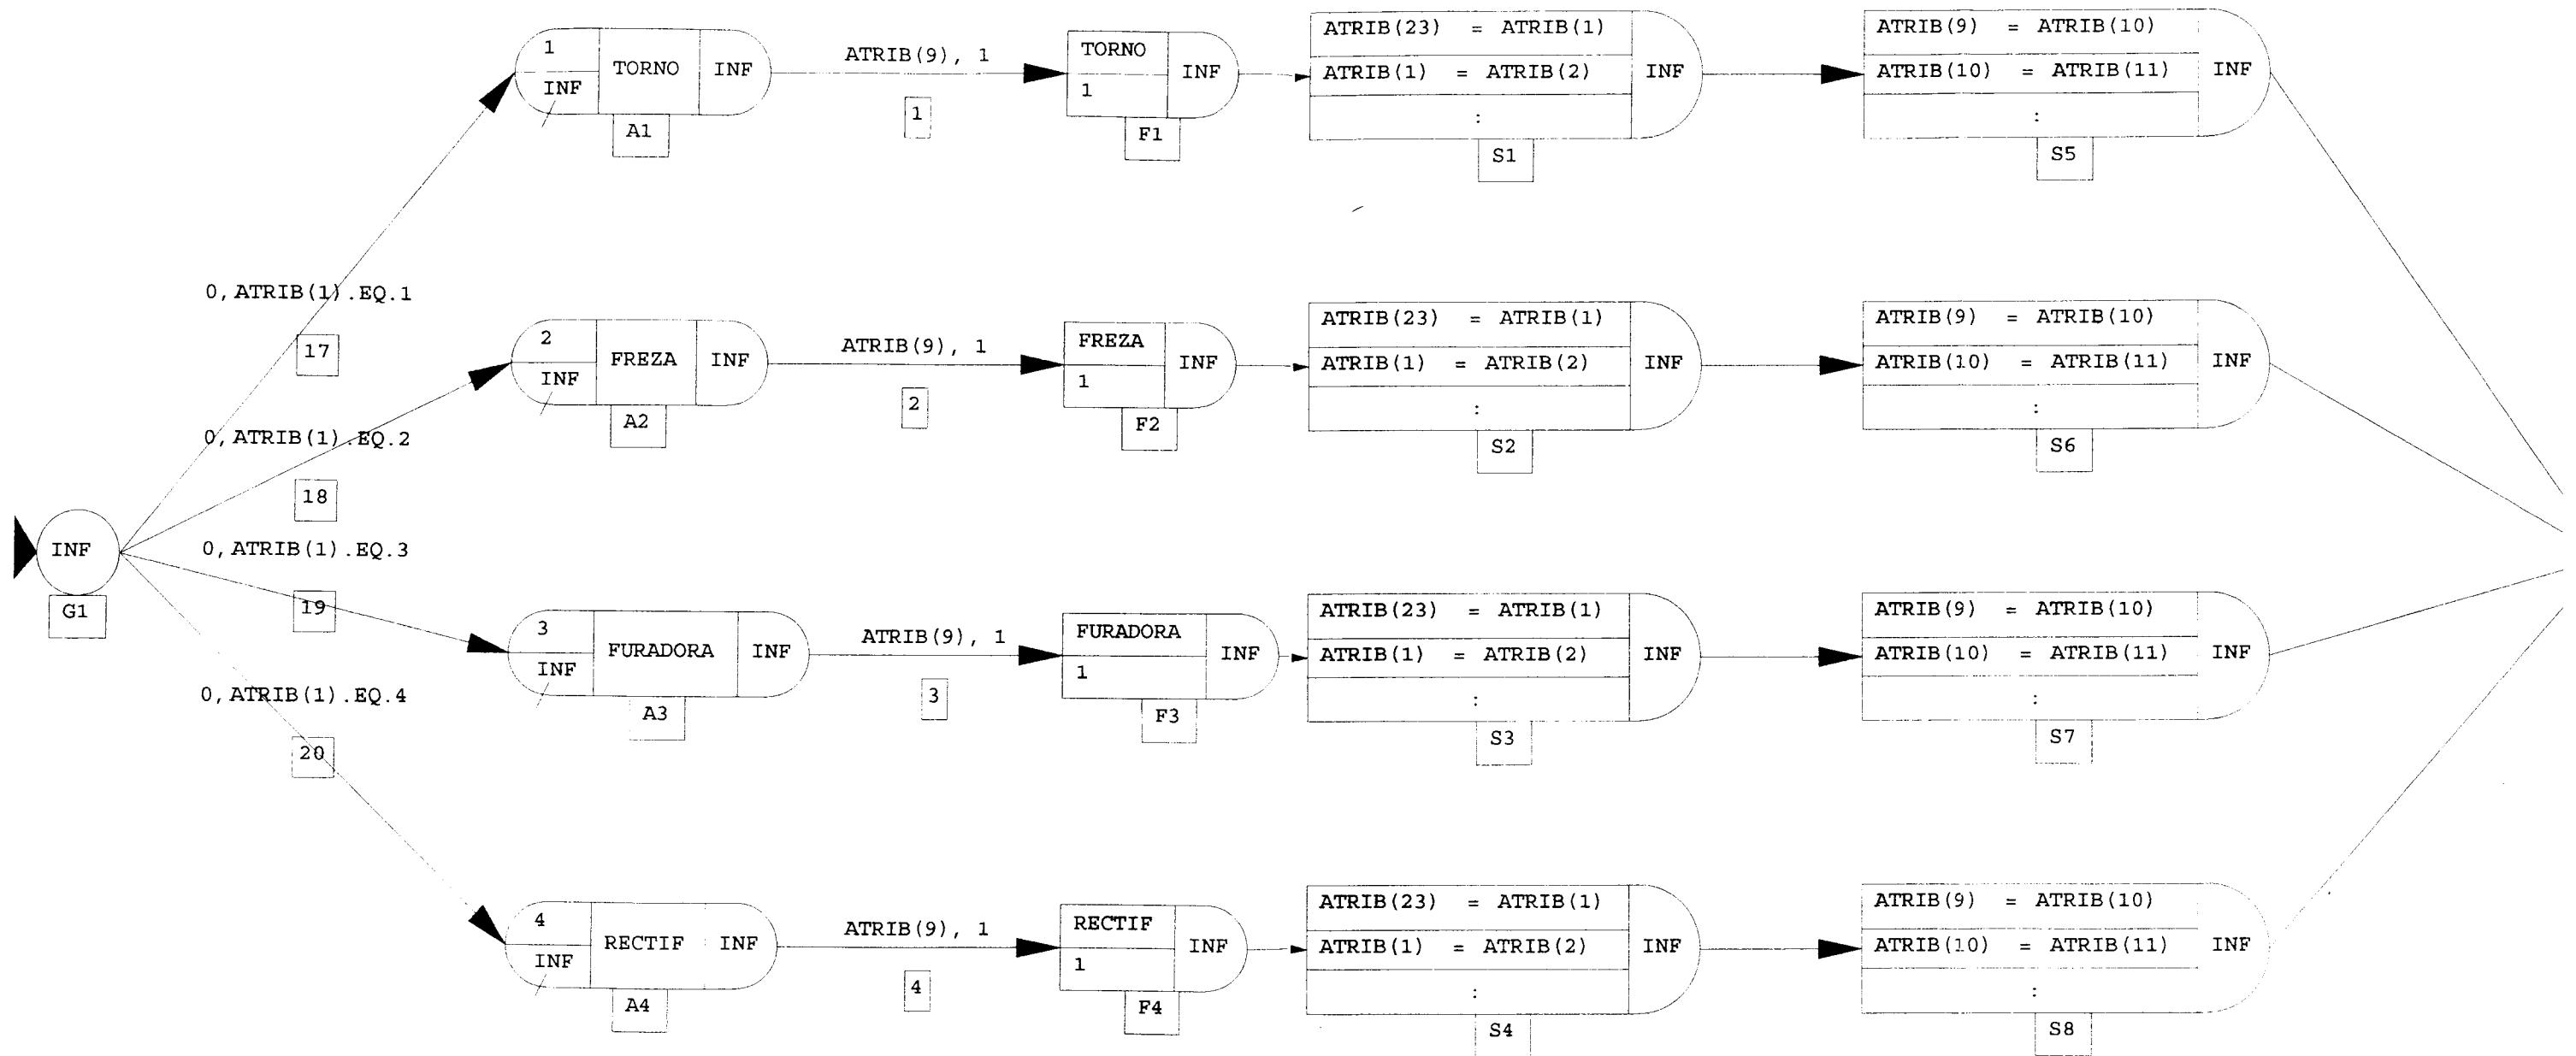 1
INF
TORNO
INF
A1
ATRIB(9), 1
1
TORNO
1
INF
F1
ATRIB(23) = ATRIB(1)
ATRIB(1) = ATRIB(2)
:
INF
S1
ATRIB(9) = ATRIB(10)
ATRIB(10) = ATRIB(11)
:
INF
S5
0,ATRIB(1).EQ.1
17
2
INF
FREZA
INF
A2
ATRIB(9), 1
2
FREZA
1
INF
F2
ATRIB(23) = ATRIB(1)
ATRIB(1) = ATRIB(2)
:
INF
S2
ATRIB(9) = ATRIB(10)
ATRIB(10) = ATRIB(11)
:
INF
S6
0,ATRIB(1).EQ.2
18
INF
G1
0,ATRIB(1).EQ.3
19
3
INF
FURADORA
INF
A3
ATRIB(9), 1
3
FURADORA
1
INF
F3
ATRIB(23) = ATRIB(1)
ATRIB(1) = ATRIB(2)
:
INF
S3
ATRIB(9) = ATRIB(10)
ATRIB(10) = ATRIB(11)
:
INF
S7
0,ATRIB(1).EQ.4
20
4
INF
RECTIF
INF
A4
ATRIB(9), 1
4
RECTIF
1
INF
F4
ATRIB(23) = ATRIB(1)
ATRIB(1) = ATRIB(2)
:
INF
S4
ATRIB(9) = ATRIB(10)
ATRIB(10) = ATRIB(11)
:
INF
S8